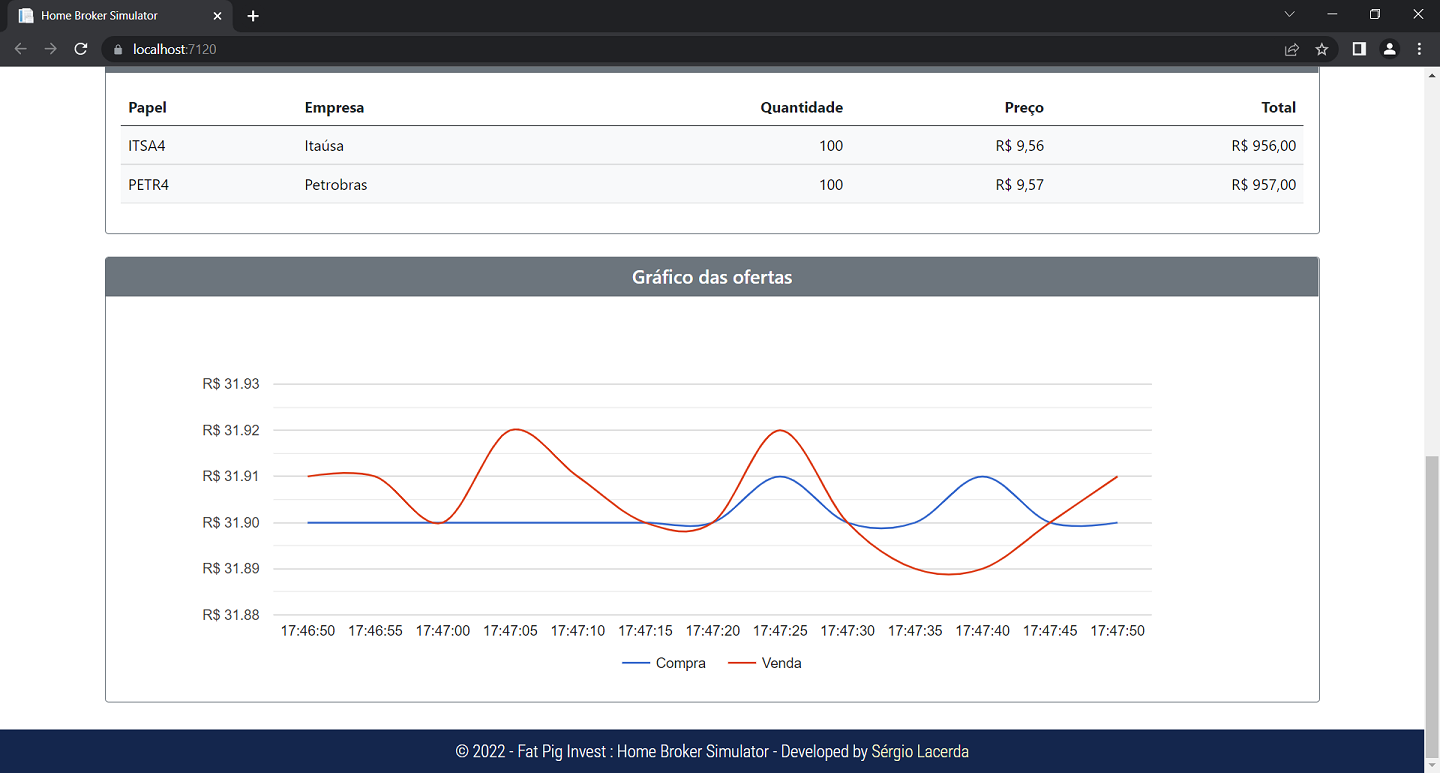 Home Broker Simulator
localhost:7120
Papel Empresa Quantidade Preço Total
ITSA4 Itaúsa 100 R$ 9,56 R$ 956,00
PETR4 Petrobras 100 R$ 9,57 R$ 957,00
Gráfico das ofertas
R$ 31.93
R$ 31.92
R$ 31.91
R$ 31.90
R$ 31.89
R$ 31.88
17:46:50 17:46:55 17:47:00 17:47:05 17:47:10 17:47:15 17:47:20 17:47:25 17:47:30 17:47:35 17:47:40 17:47:45 17:47:50
Compra Venda
© 2022 - Fat Pig Invest : Home Broker Simulator - Developed by Sérgio Lacerda